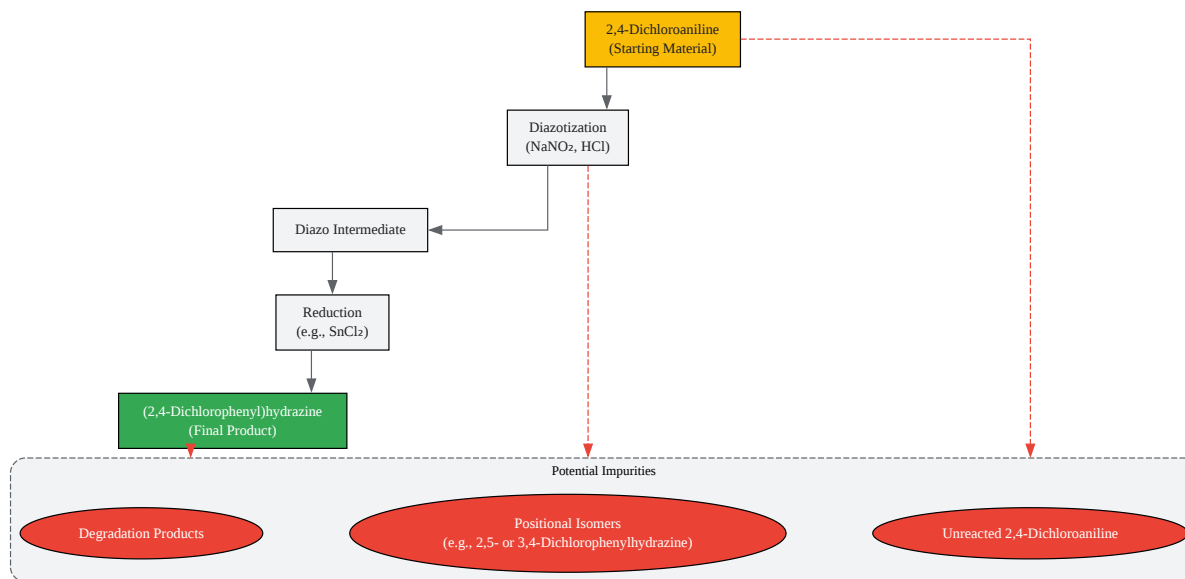 2,4-Dichloroaniline
(Starting Material)
Diazotization
(NaNO₂, HCl)
Diazo Intermediate
Reduction
(e.g., SnCl₂)
(2,4-Dichlorophenyl)hydrazine
(Final Product)
Potential Impurities
Degradation Products
Positional Isomers
(e.g., 2,5- or 3,4-Dichlorophenylhydrazine)
Unreacted 2,4-Dichloroaniline